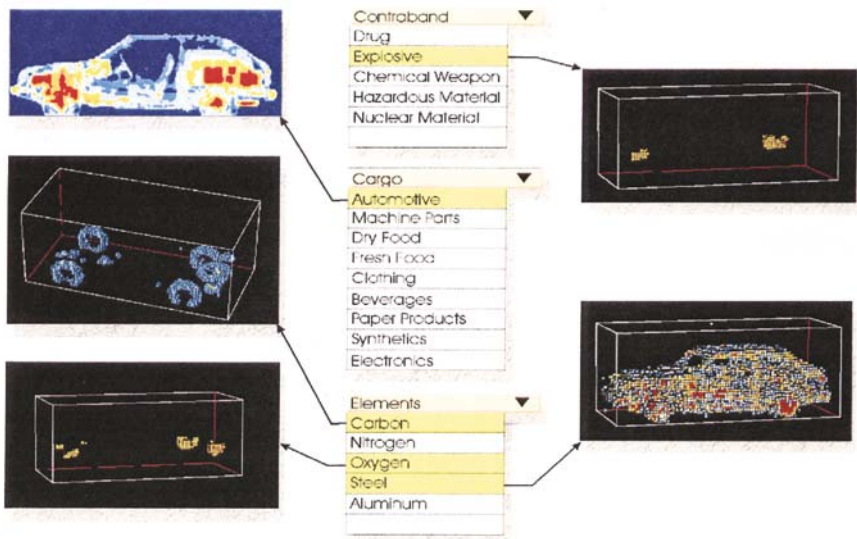 Contraband
Drug
Explosive
Chemical Weapon
Hazardous Material
Nuclear Material
Cargo
Automotive
Machine Parts
Dry Food
Fresh Food
Clothing
Beverages
Paper Products
Synthetics
Electronics
Elements
Carbon
Nitrogen
Oxygen
Steel
Aluminum